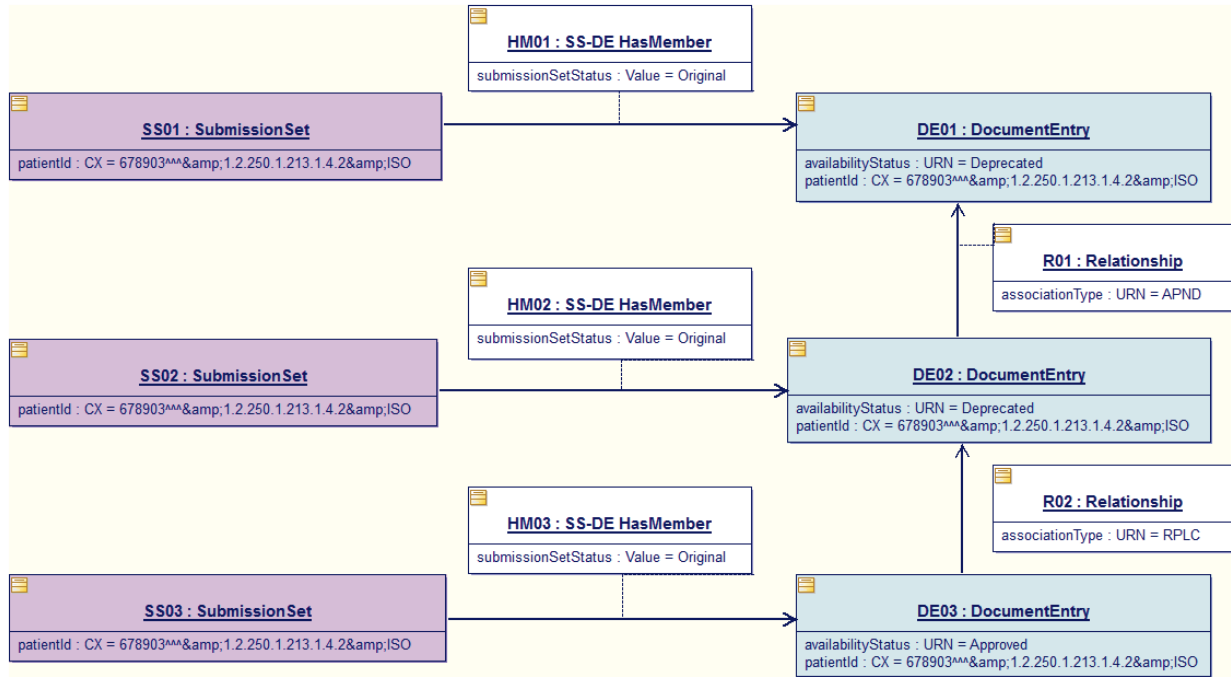 HM01 : SS-DE HasMember
submissionSetStatus : Value = Original
SS01 : SubmissionSet
patientId : CX = 678903^^^&amp;1.2.250.1.213.1.4.2&amp;ISO
DE01 : DocumentEntry
availabilityStatus : URN = Deprecated
patientId : CX = 678903^^^&amp;1.2.250.1.213.1.4.2&amp;ISO
R01 : Relationship
associationType : URN = APND
HM02 : SS-DE HasMember
submissionSetStatus : Value = Original
SS02 : SubmissionSet
patientId : CX = 678903^^^&amp;1.2.250.1.213.1.4.2&amp;ISO
DE02 : DocumentEntry
availabilityStatus : URN = Deprecated
patientId : CX = 678903^^^&amp;1.2.250.1.213.1.4.2&amp;ISO
R02 : Relationship
associationType : URN = RPLC
HM03 : SS-DE HasMember
submissionSetStatus : Value = Original
SS03 : SubmissionSet
patientId : CX = 678903^^^&amp;1.2.250.1.213.1.4.2&amp;ISO
DE03 : DocumentEntry
availabilityStatus : URN = Approved
patientId : CX = 678903^^^&amp;1.2.250.1.213.1.4.2&amp;ISO